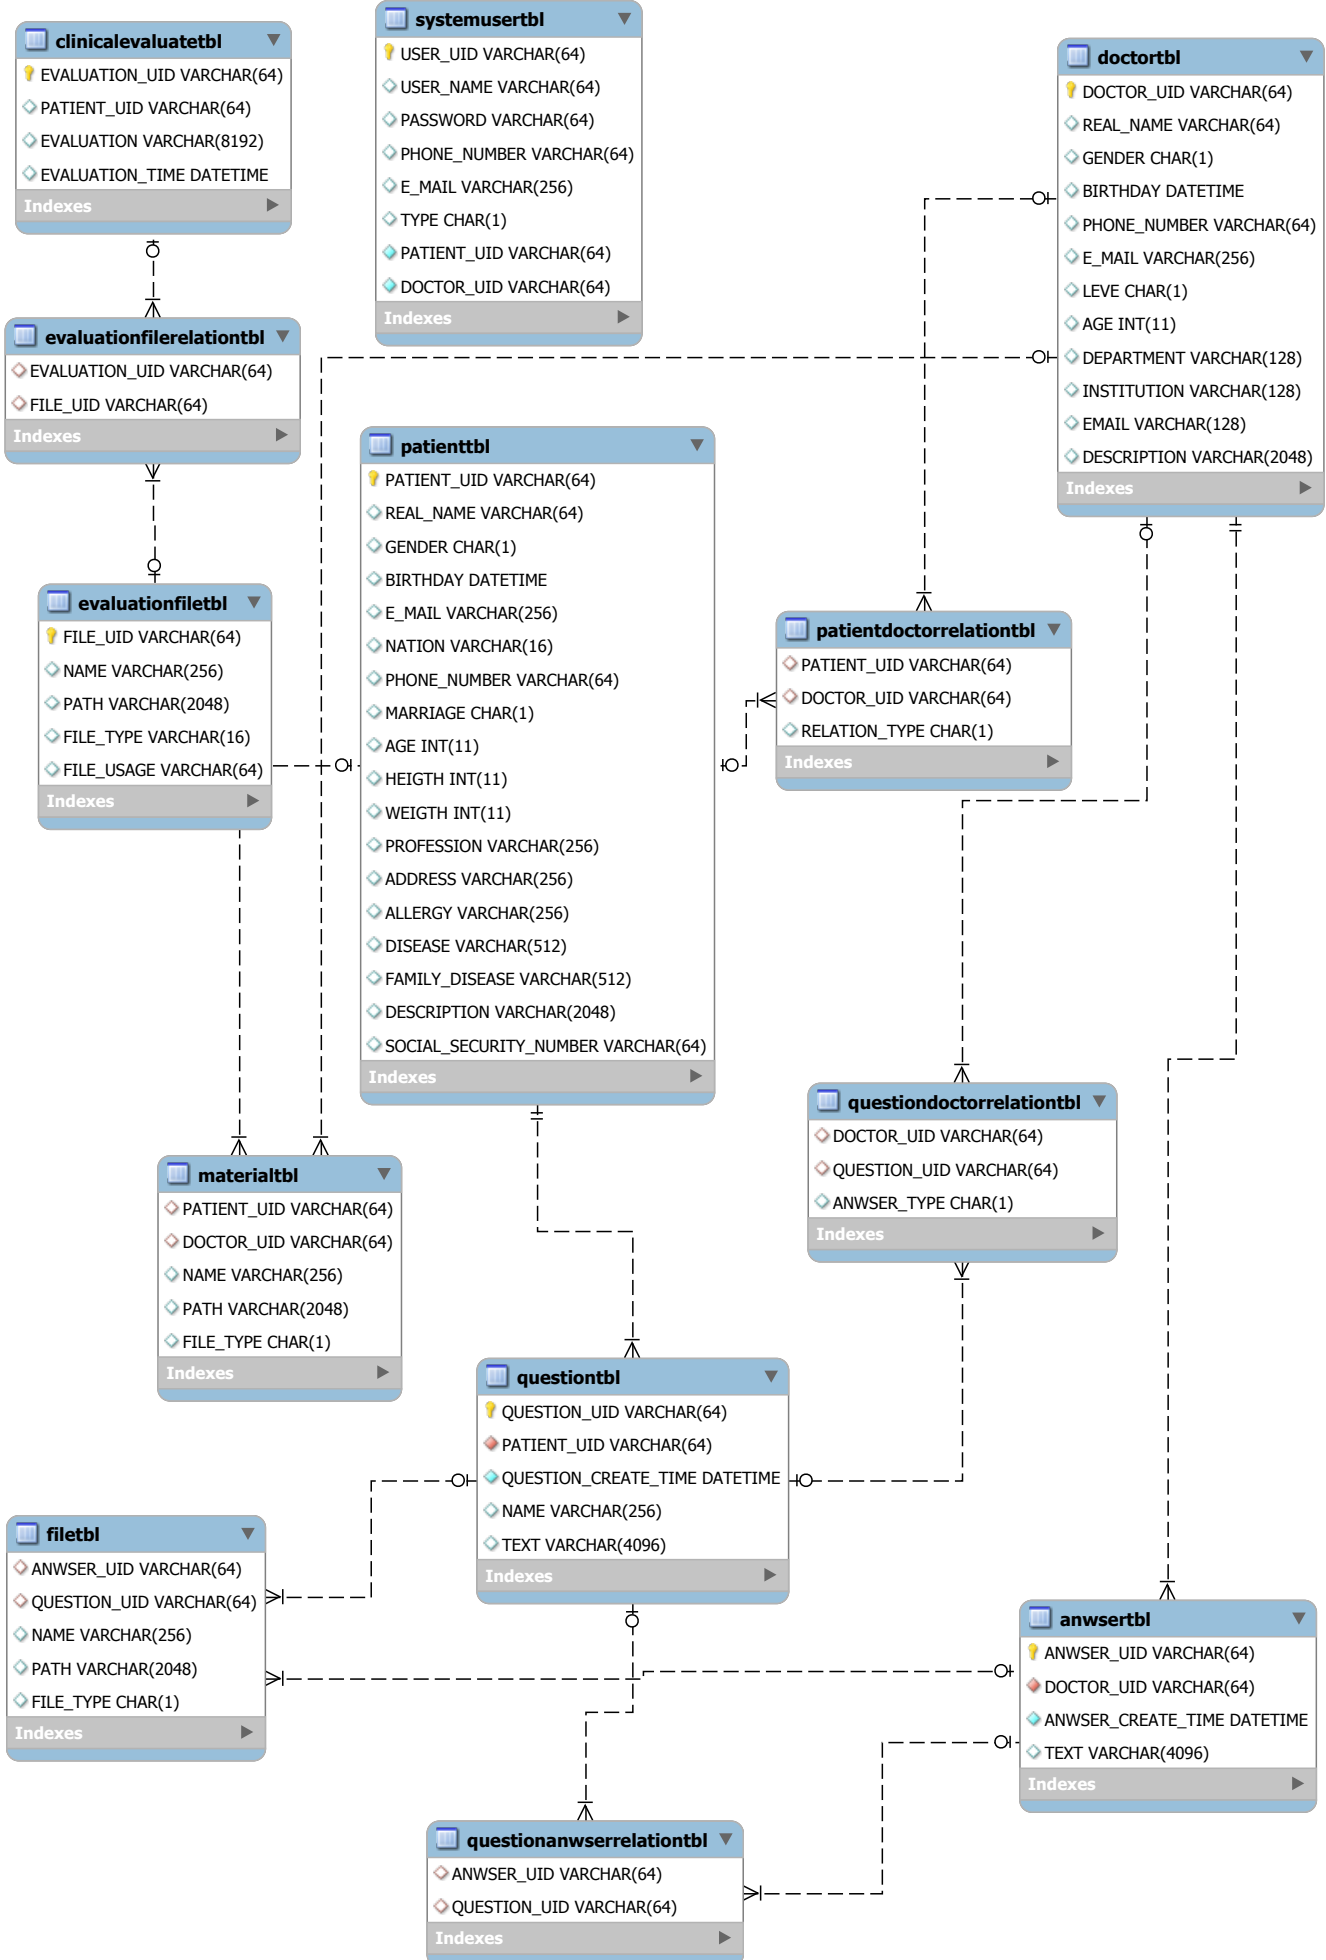 clinicalevaluatetbl
EVALUATION_UID VARCHAR(64)
PATIENT_UID VARCHAR(64)
EVALUATION VARCHAR(8192)
EVALUATION_TIME DATETIME
Indexes
systemusertbl
USER_UID VARCHAR(64)
USER_NAME VARCHAR(64)
PASSWORD VARCHAR(64)
PHONE_NUMBER VARCHAR(64)
E_MAIL VARCHAR(256)
TYPE CHAR(1)
PATIENT_UID VARCHAR(64)
DOCTOR_UID VARCHAR(64)
Indexes
doctortbl
DOCTOR_UID VARCHAR(64)
REAL_NAME VARCHAR(64)
GENDER CHAR(1)
BIRTHDAY DATETIME
PHONE_NUMBER VARCHAR(64)
E_MAIL VARCHAR(256)
LEVE CHAR(1)
AGE INT(11)
DEPARTMENT VARCHAR(128)
INSTITUTION VARCHAR(128)
EMAIL VARCHAR(128)
DESCRIPTION VARCHAR(2048)
Indexes
evaluationfilerelationtbl
EVALUATION_UID VARCHAR(64)
FILE_UID VARCHAR(64)
Indexes
patienttbl
PATIENT_UID VARCHAR(64)
REAL_NAME VARCHAR(64)
GENDER CHAR(1)
BIRTHDAY DATETIME
E_MAIL VARCHAR(256)
NATION VARCHAR(16)
PHONE_NUMBER VARCHAR(64)
MARRIAGE CHAR(1)
AGE INT(11)
HEIGTH INT(11)
WEIGTH INT(11)
PROFESSION VARCHAR(256)
ADDRESS VARCHAR(256)
ALLERGY VARCHAR(256)
DISEASE VARCHAR(512)
FAMILY_DISEASE VARCHAR(512)
DESCRIPTION VARCHAR(2048)
SOCIAL_SECURITY_NUMBER VARCHAR(64)
Indexes
evaluationfiletbl
FILE_UID VARCHAR(64)
NAME VARCHAR(256)
PATH VARCHAR(2048)
FILE_TYPE VARCHAR(16)
FILE_USAGE VARCHAR(64)
Indexes
patientdoctorrelationtbl
PATIENT_UID VARCHAR(64)
DOCTOR_UID VARCHAR(64)
RELATION_TYPE CHAR(1)
Indexes
questiondoctorrelationtbl
DOCTOR_UID VARCHAR(64)
QUESTION_UID VARCHAR(64)
ANWSER_TYPE CHAR(1)
Indexes
materialtbl
PATIENT_UID VARCHAR(64)
DOCTOR_UID VARCHAR(64)
NAME VARCHAR(256)
PATH VARCHAR(2048)
FILE_TYPE CHAR(1)
Indexes
questiontbl
QUESTION_UID VARCHAR(64)
PATIENT_UID VARCHAR(64)
QUESTION_CREATE_TIME DATETIME
NAME VARCHAR(256)
TEXT VARCHAR(4096)
Indexes
filetbl
ANWSER_UID VARCHAR(64)
QUESTION_UID VARCHAR(64)
NAME VARCHAR(256)
PATH VARCHAR(2048)
FILE_TYPE CHAR(1)
Indexes
anwsertbl
ANWSER_UID VARCHAR(64)
DOCTOR_UID VARCHAR(64)
ANWSER_CREATE_TIME DATETIME
TEXT VARCHAR(4096)
Indexes
questionanwserrelationtbl
ANWSER_UID VARCHAR(64)
QUESTION_UID VARCHAR(64)
Indexes